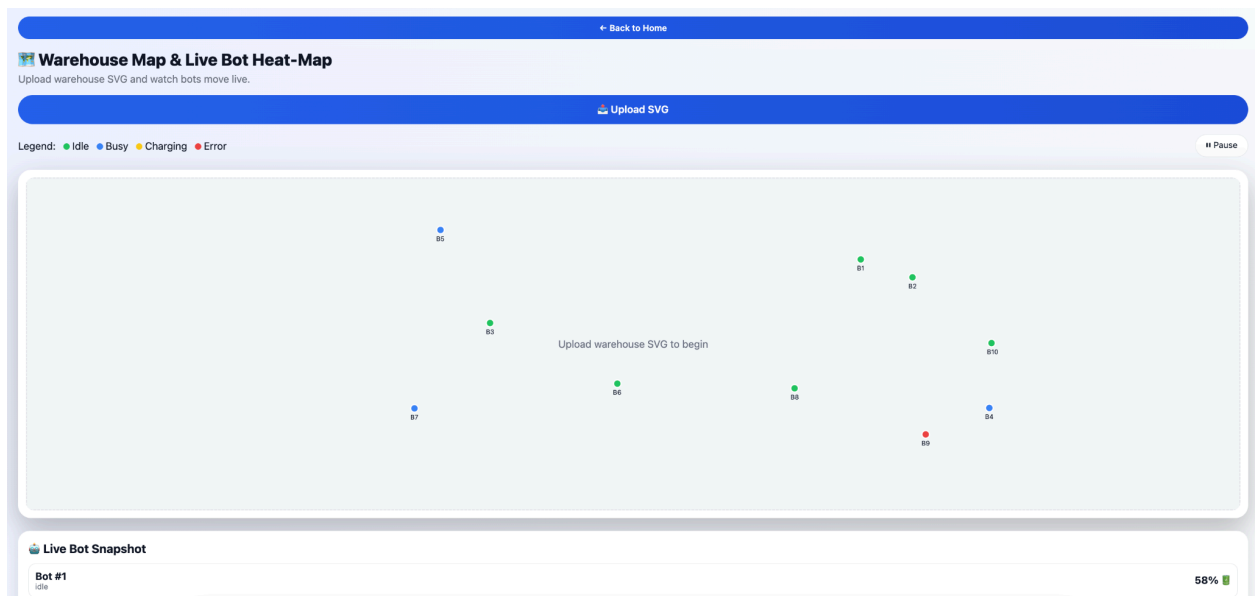 ← Back to Home
🗺️ Warehouse Map & Live Bot Heat-Map
Upload warehouse SVG and watch bots move live.
📤 Upload SVG
Legend: Idle Busy Charging Error
⏸ Pause
B5
B1
B2
B3
Upload warehouse SVG to begin
B10
B6
B8
B7
B4
B9
🤖 Live Bot Snapshot
Bot #1
58% 🔋
idle